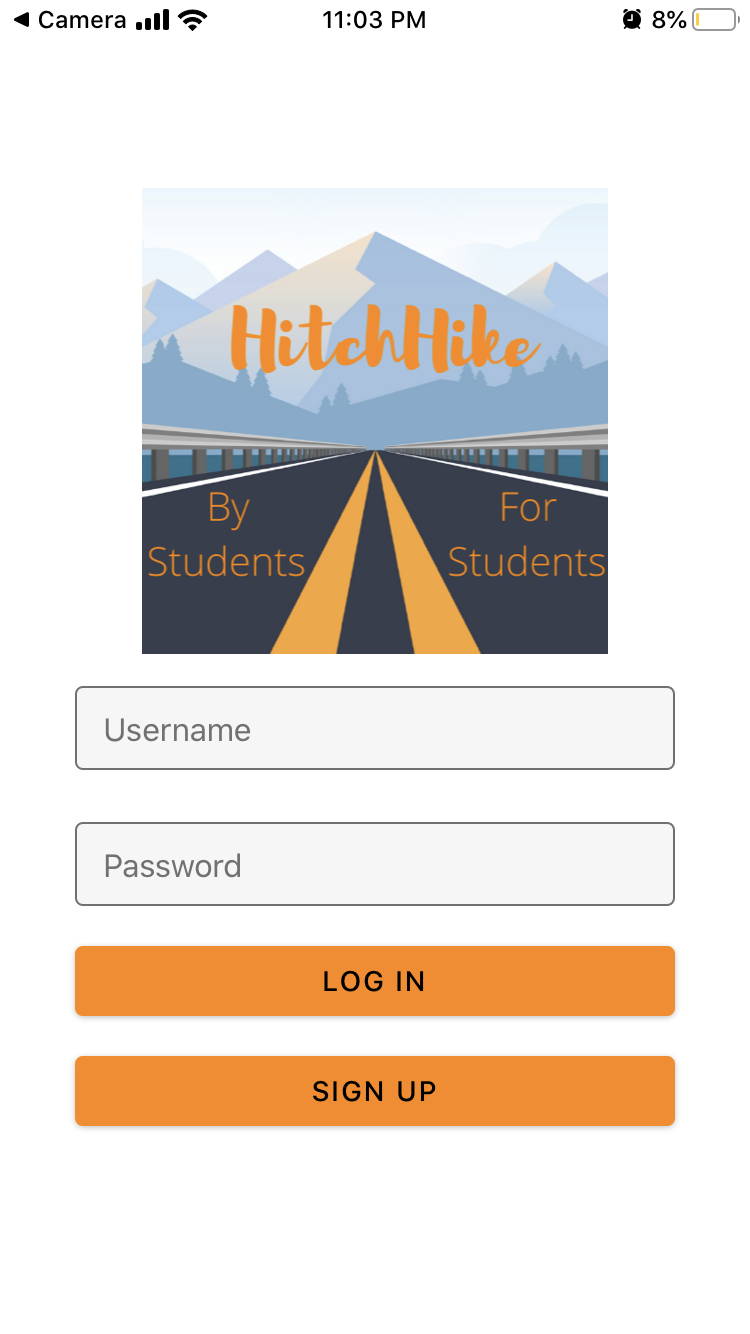 Camera 11:03 PM 8%
HitchHike
By For
Students Students
Username
Password
LOG IN
SIGN UP